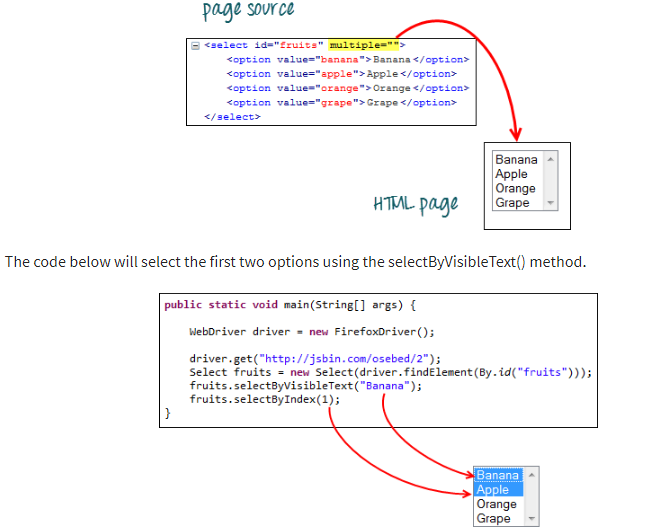 page source
<select id="fruits" multiple="">
<option value="banana">Banana</option>
<option value="apple">Apple</option>
<option value="orange">Orange</option>
<option value="grape">Grape</option>
</select>
Banana
Apple
Orange
Grape
HTML page
The code below will select the first two options using the selectByVisibleText() method.
public static void main(String[] args) {
WebDriver driver = new FirefoxDriver();
driver.get("http://jsbin.com/osebed/2");
Select fruits = new Select(driver.findElement(By.id("fruits")));
fruits.selectByVisibleText("Banana");
fruits.selectByIndex(1);
}
Banana
Apple
Orange
Grape